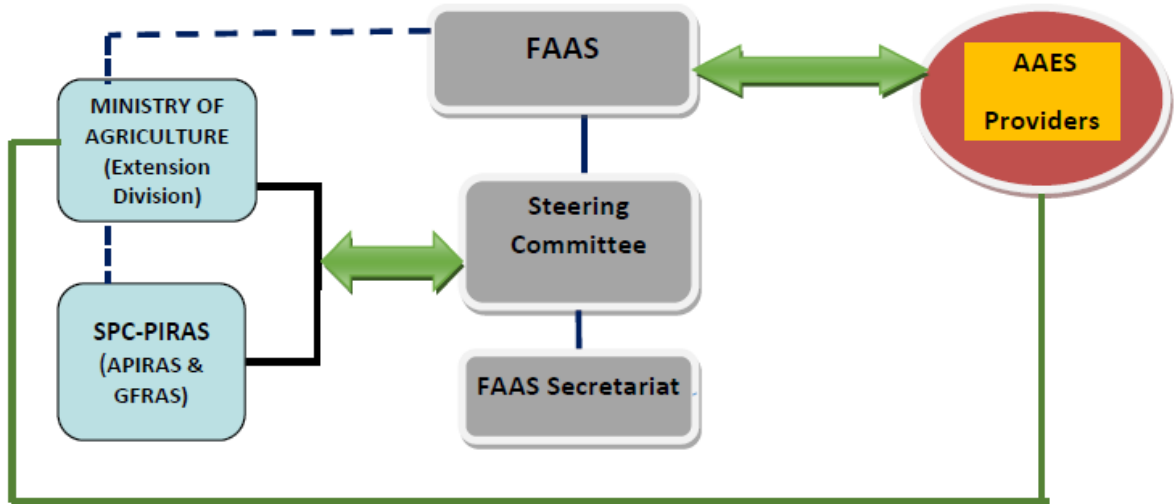 FAAS
AAES
Providers
MINISTRY OF
AGRICULTURE
(Extension
Division)
Steering
Committee
SPC-PIRAS
(APIRAS &
GFRAS)
FAAS Secretariat